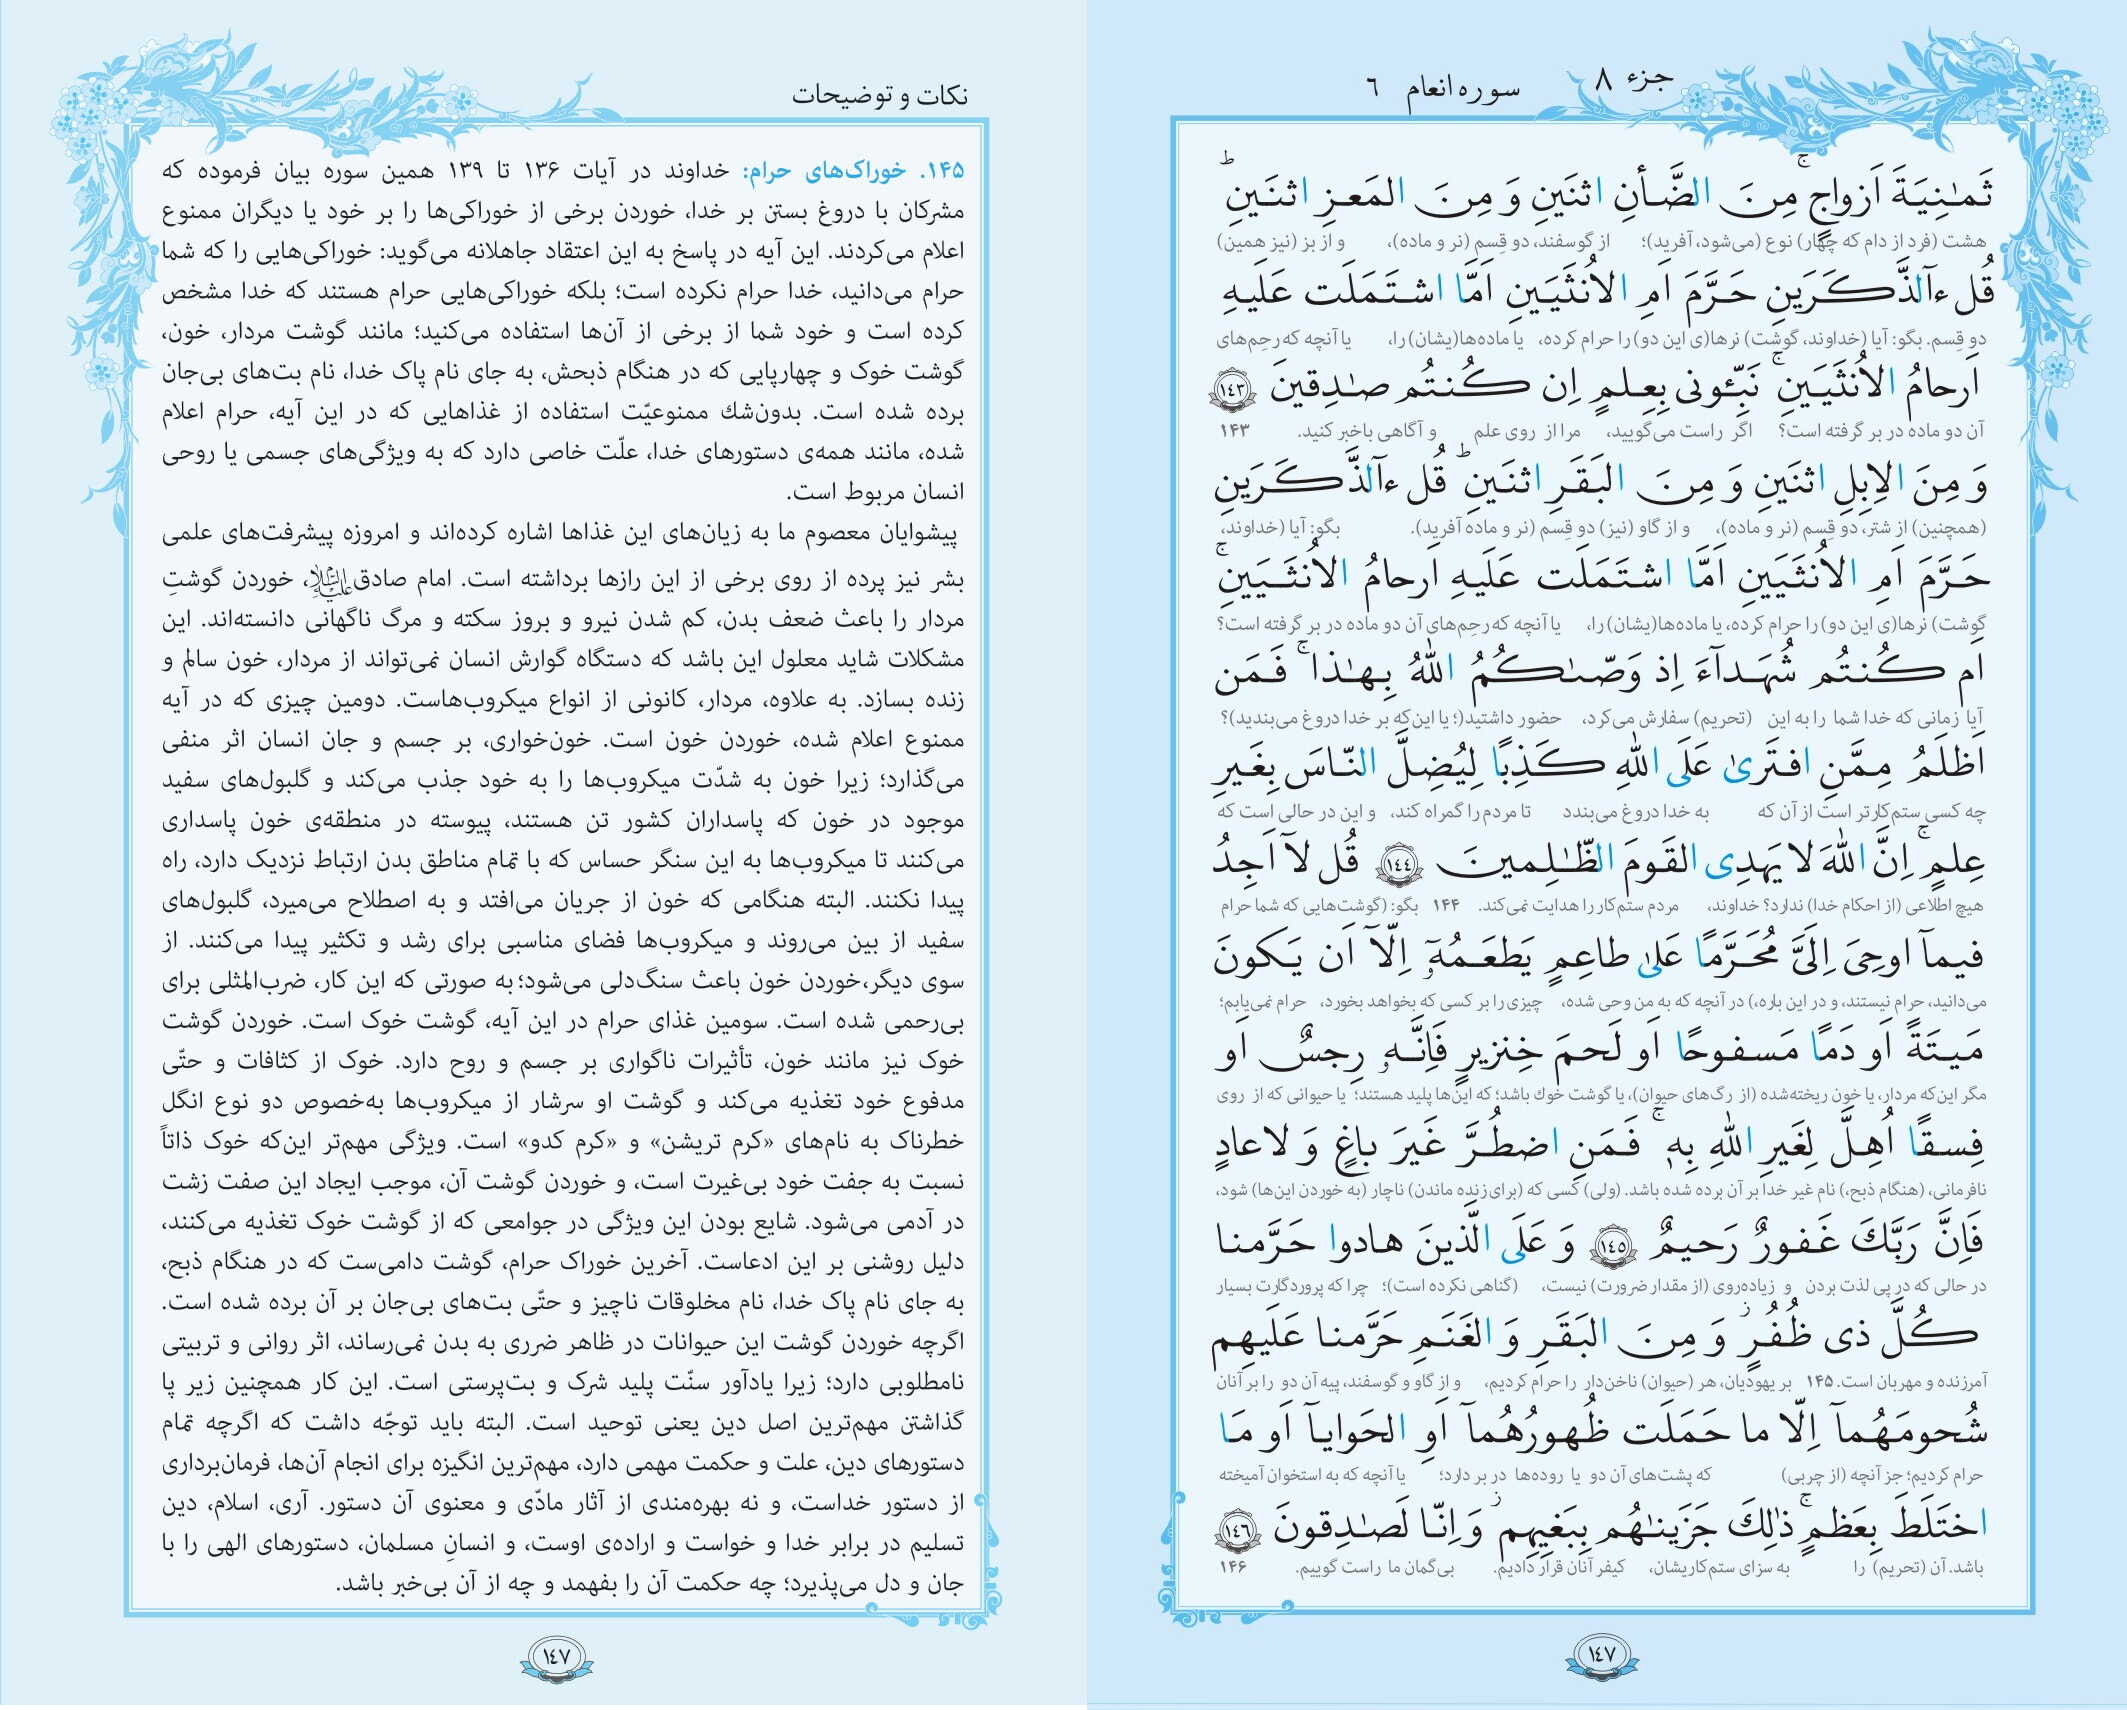 جزء ۸
سوره انعام ٦
ثَمـٰنِيَةَ اَزواجٍ ۚ مِنَ الضَّأنِ اثنَينِ وَ مِنَ المَعزِ اثنَينِ ؕ
هشت (فرد از دام که چهار) نوع (می‌شود، آفرید)؛ از گوسفند، دو قِسم (نر و ماده)، و از بز (نیز همین)
قُل ءآلذَّكَرَينِ حَرَّمَ اَمِ الاُنثَيَينِ اَمَّا اشتَمَلَت عَلَيهِ
دو قِسم. بگو: آیا (خداوند، گوشت) نرها(ی این دو) را حرام کرده، یا ماده‌ها(یشان) را، یا آنچه که رحِم‌های
اَرحامُ الاُنثَيَينِ ۚ نَبِّـٔونی بِعِلمٍ اِن كُنتُم صـٰدِقينَ ١٤٣
آن دو ماده در بر گرفته است؟ اگر راست می‌گویید، مرا از روی علم و آگاهی باخبر کنید. ۱۴۳
وَ مِنَ الاِبِلِ اثنَينِ وَ مِنَ البَقَرِ اثنَينِ ؕ قُل ءآلذَّكَرَينِ
(همچنین) از شتر، دو قِسم (نر و ماده)، و از گاو (نیز) دو قِسم (نر و ماده آفرید). بگو: آیا (خداوند،
حَرَّمَ اَمِ الاُنثَيَينِ اَمَّا اشتَمَلَت عَلَيهِ اَرحامُ الاُنثَيَينِ ۚ
گوشت) نرها(ی این دو) را حرام کرده، یا ماده‌ها(یشان) را، یا آنچه که رحِم‌های آن دو ماده در بر گرفته است؟
اَم كُنتُم شُهَدآءَ اِذ وَصّىٰكُمُ اللهُ بِهـٰذا ۚ فَمَن
آیا زمانی که خدا شما را به این (تحریم) سفارش می‌کرد، حضور داشتید(؛ یا این‌که بر خدا دروغ می‌بندید)؟
اَظلَمُ مِمَّنِ افتَرىٰ عَلَى اللهِ كَذِبًا لِيُضِلَّ النّاسَ بِغَيرِ
چه کسی ستم‌کارتر است از آن که به خدا دروغ می‌بندد تا مردم را گمراه کند، و این در حالی است که
عِلمٍ ۚ اِنَّ اللهَ لا يَهدِی القَومَ الظّـٰلِمينَ ١٤٤ قُل لآ اَجِدُ
هیچ اطلاعی (از احکام خدا) ندارد؟ خداوند، مردم ستم‌کار را هدایت نمی‌کند. ۱۴۴ بگو: (گوشت‌هایی که شما حرام
فيمآ اوحِیَ اِلَیَّ مُحَرَّمًا عَلىٰ طاعِمٍ يَطعَمُهٓ اِلّآ اَن يَكونَ
می‌دانید، حرام نیستند، و در این باره،) در آنچه که به من وحی شده، چیزی را بر کسی که بخواهد بخورد، حرام نمی‌یابم؛
مَيتَةً اَو دَمًا مَسفوحًا اَو لَحمَ خِنزيرٍ فَاِنَّهٗ رِجسٌ اَو
مگر این‌که مردار، یا خون ریخته‌شده (از رگ‌های حیوان)، یا گوشت خوك باشد؛ که این‌ها پلید هستند؛ یا حیوانی که از روی
فِسقًا اُهِلَّ لِغَيرِ اللهِ بِهٖ ۚ فَمَنِ اضطُرَّ غَيرَ باغٍ وَ لا عادٍ
نافرمانی، (هنگام ذبح،) نام غیر خدا بر آن برده شده باشد. (ولی) کسی که (برای زنده ماندن) ناچار (به خوردن این‌ها) شود،
فَاِنَّ رَبَّكَ غَفورٌ رَحيمٌ ١٤٥ وَ عَلَى الَّذينَ هادوا حَرَّمنا
در حالی که در پی لذت بردن و زیاده‌روی (از مقدار ضرورت) نیست، (گناهی نکرده است)؛ چرا که پروردگارت بسیار
كُلَّ ذی ظُفُرٍ ۖ وَ مِنَ البَقَرِ وَ الغَنَمِ حَرَّمنا عَلَيهِم
آمرزنده و مهربان است. ۱۴۵ بر یهودیان، هر (حیوان) ناخن‌دار را حرام کردیم، و از گاو و گوسفند، پیه آن دو را بر آنان
شُحومَهُمآ اِلّا ما حَمَلَت ظُهورُهُمآ اَوِ الحَوايآ اَو مَا
حرام کردیم؛ جز آنچه (از چربی) که پشت‌های آن دو یا روده‌ها در بر دارد؛ یا آنچه که به استخوان آمیخته
اختَلَطَ بِعَظمٍ ۚ ذٰلِكَ جَزَينـٰهُم بِبَغيِهِم ۖ وَ اِنّا لَصـٰدِقونَ ١٤٦
باشد. آن (تحریم) را به سزای ستم‌کاریشان، کیفر آنان قرار دادیم. بی‌گمان ما راست گوییم. ۱۴۶
١٤٧
نکات و توضیحات
۱۴۵. خوراک‌های حرام: خداوند در آیات ۱۳۶ تا ۱۳۹ همین سوره بیان فرموده که
مشرکان با دروغ بستن بر خدا، خوردن برخی از خوراکی‌ها را بر خود یا دیگران ممنوع
اعلام می‌کردند. این آیه در پاسخ به این اعتقاد جاهلانه می‌گوید: خوراکی‌هایی را که شما
حرام می‌دانید، خدا حرام نکرده است؛ بلکه خوراکی‌هایی حرام هستند که خدا مشخص
کرده است و خود شما از برخی از آن‌ها استفاده می‌کنید؛ مانند گوشت مردار، خون،
گوشت خوک و چهارپایی که در هنگام ذبحش، به جای نام پاک خدا، نام بت‌های بی‌جان
برده شده است. بدون‌شك ممنوعیّت استفاده از غذاهایی که در این آیه، حرام اعلام
شده، مانند همه‌ی دستورهای خدا، علّت خاصی دارد که به ویژگی‌های جسمی یا روحی
انسان مربوط است.
پیشوایان معصوم ما به زیان‌های این غذاها اشاره کرده‌اند و امروزه پیشرفت‌های علمی
بشر نیز پرده از روی برخی از این رازها برداشته است. امام صادق علیه‌السلام، خوردن گوشتِ
مردار را باعث ضعف بدن، کم شدن نیرو و بروز سکته و مرگ ناگهانی دانسته‌اند. این
مشکلات شاید معلول این باشد که دستگاه گوارش انسان نمی‌تواند از مردار، خون سالم و
زنده بسازد. به علاوه، مردار، کانونی از انواع میکروب‌هاست. دومین چیزی که در آیه
ممنوع اعلام شده، خوردن خون است. خون‌خواری، بر جسم و جان انسان اثر منفی
می‌گذارد؛ زیرا خون به شدّت میکروب‌ها را به خود جذب می‌کند و گلبول‌های سفید
موجود در خون که پاسداران کشور تن هستند، پیوسته در منطقه‌ی خون پاسداری
می‌کنند تا میکروب‌ها به این سنگر حساس که با تمام مناطق بدن ارتباط نزدیک دارد، راه
پیدا نکنند. البته هنگامی که خون از جریان می‌افتد و به اصطلاح می‌میرد، گلبول‌های
سفید از بین می‌روند و میکروب‌ها فضای مناسبی برای رشد و تکثیر پیدا می‌کنند. از
سوی دیگر،خوردن خون باعث سنگ‌دلی می‌شود؛ به صورتی که این کار، ضرب‌المثلی برای
بی‌رحمی شده است. سومین غذای حرام در این آیه، گوشت خوک است. خوردن گوشت
خوک نیز مانند خون، تأثیرات ناگواری بر جسم و روح دارد. خوک از کثافات و حتّی
مدفوع خود تغذیه می‌کند و گوشت او سرشار از میکروب‌ها به‌خصوص دو نوع انگل
خطرناک به نام‌های «کرم تریشن» و «کرم کدو» است. ویژگی مهم‌تر این‌که خوک ذاتاً
نسبت به جفت خود بی‌غیرت است، و خوردن گوشت آن، موجب ایجاد این صفت زشت
در آدمی می‌شود. شایع بودن این ویژگی در جوامعی که از گوشت خوک تغذیه می‌کنند،
دلیل روشنی بر این ادعاست. آخرین خوراک حرام، گوشت دامی‌ست که در هنگام ذبح،
به جای نام پاک خدا، نام مخلوقات ناچیز و حتّی بت‌های بی‌جان بر آن برده شده است.
اگرچه خوردن گوشت این حیوانات در ظاهر ضرری به بدن نمی‌رساند، اثر روانی و تربیتی
نامطلوبی دارد؛ زیرا یادآور سنّت پلید شرک و بت‌پرستی است. این کار همچنین زیر پا
گذاشتن مهم‌ترین اصل دین یعنی توحید است. البته باید توجّه داشت که اگرچه تمام
دستورهای دین، علت و حکمت مهمی دارد، مهم‌ترین انگیزه برای انجام آن‌ها، فرمان‌برداری
از دستور خداست، و نه بهره‌مندی از آثار مادّی و معنوی آن دستور. آری، اسلام، دین
تسلیم در برابر خدا و خواست و اراده‌ی اوست، و انسانِ مسلمان، دستورهای الهی را با
جان و دل می‌پذیرد؛ چه حکمت آن را بفهمد و چه از آن بی‌خبر باشد.
١٤٧